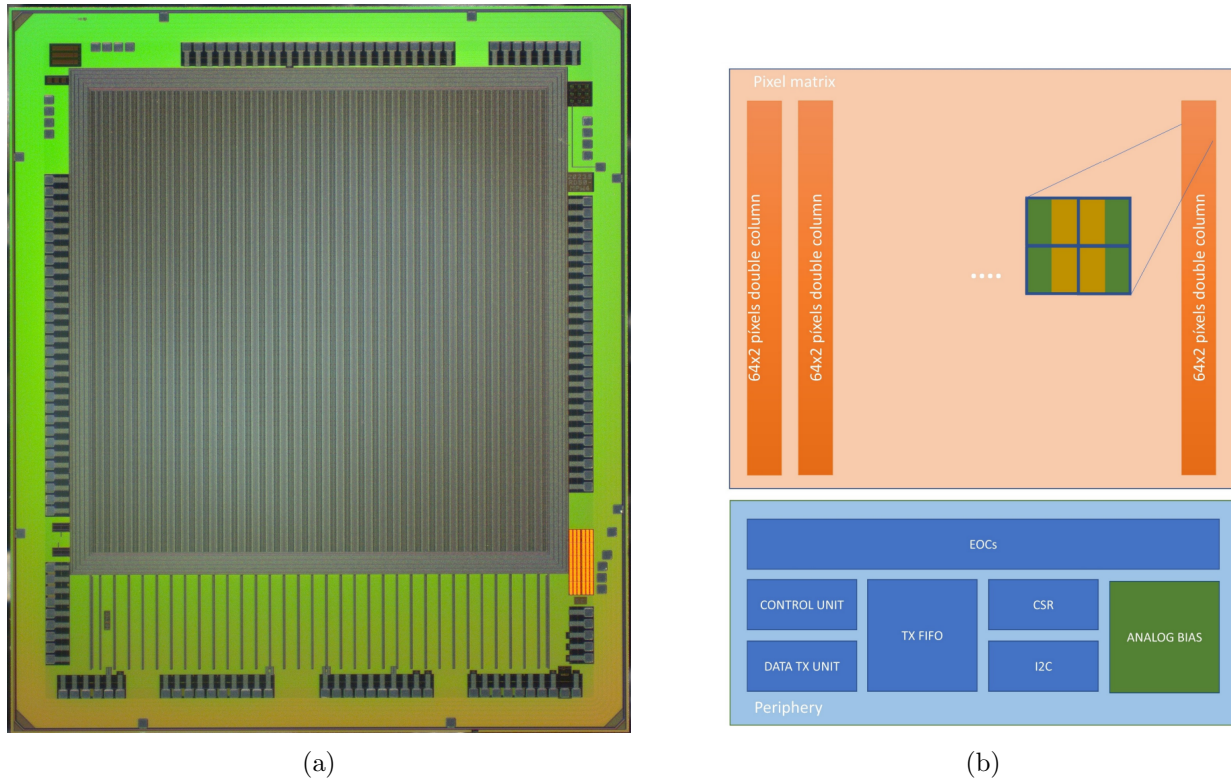 Pixel matrix
64x2 pixels double column
64x2 pixels double column
....
64x2 pixels double column
EOCs
CONTROL UNIT
TX FIFO
CSR
ANALOG BIAS
DATA TX UNIT
I2C
Periphery
(a)
(b)